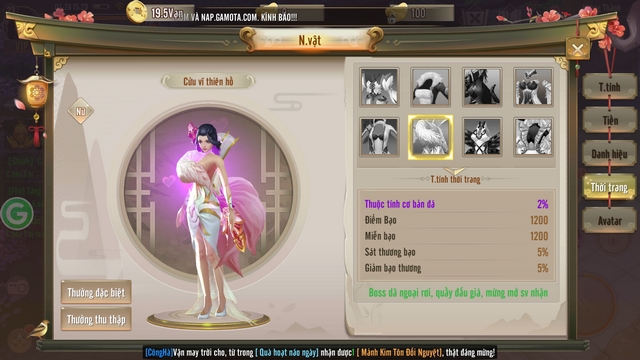 19.5Vạn
100
M VÀ NAP.GAMOTA.COM. KÍNH BÁO!!!
N.vật
Cửu vĩ thiên hồ
Nữ
T.tính
Tiên
Danh hiệu
Thời trang
Avatar
T.tính thời trang
Thuộc tính cơ bản đã 2%
Điểm Bạo 1200
Miễn bạo 1200
Sát thương bạo 5%
Giảm bạo thương 5%
Boss dã ngoại rơi, quầy đấu giá, mừng mở sv nhận
Thưởng đặc biệt
Thưởng thu thập
[CôngHà]Vận may trời cho, từ trong [ Quà hoạt náo ngày] nhận được1 [ Mảnh Kim Tôn Đổi Nguyệt], thật đáng mừng!